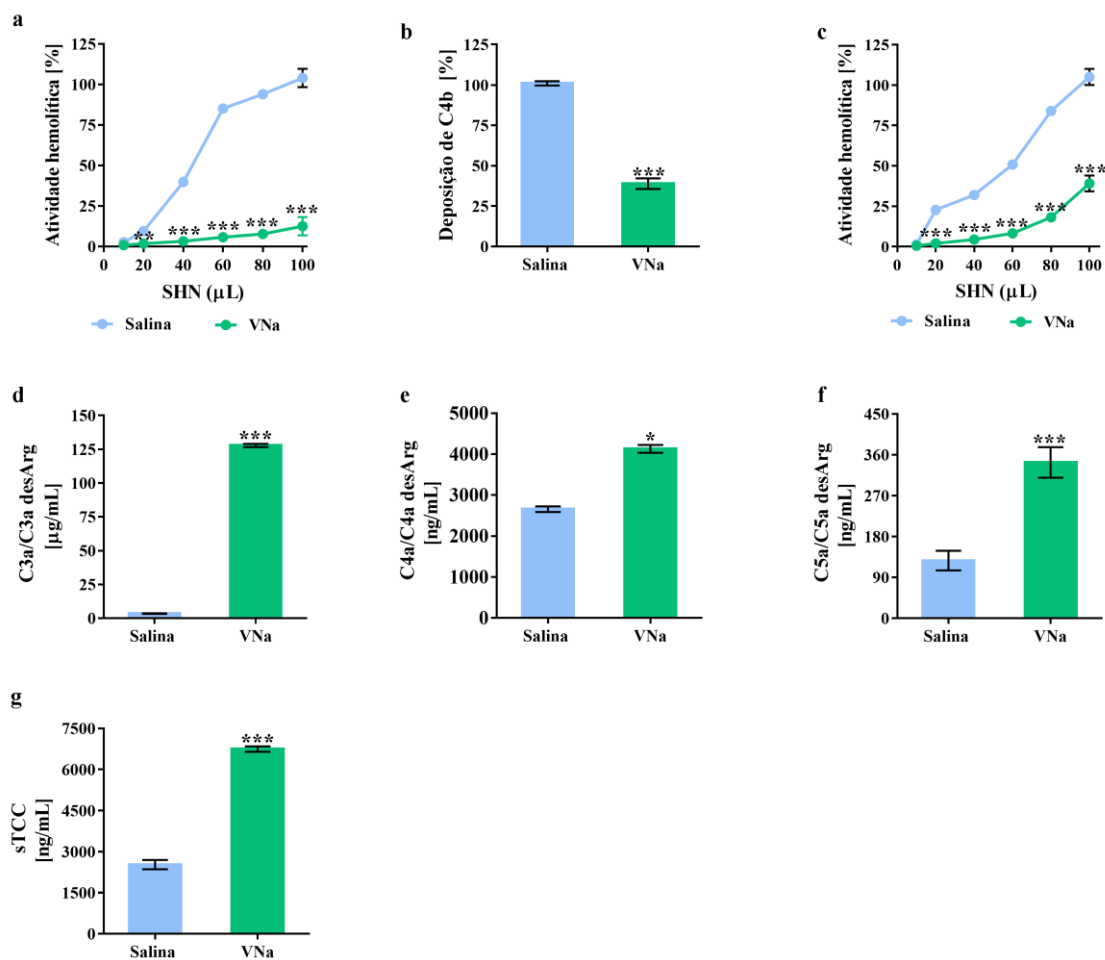 a
Atividade hemolítica [%]
125
100
75
50
25
0
** *** *** *** ***
20 40 60 80 100
SHN (µL)
Salina VNa
b
Deposição de C4b [%]
125
100
75
50
25
0
***
Salina VNa
c
Atividade hemolítica [%]
125
100
75
50
25
0
*** *** *** *** ***
20 40 60 80 100
SHN (µL)
Salina VNa
d
C3a/C3a desArg
[µg/mL]
150
125
100
75
50
25
0
***
Salina VNa
e
C4a/C4a desArg
[ng/mL]
5000
4000
3000
2000
1000
0
*
Salina VNa
f
C5a/C5a desArg
[ng/mL]
450
360
270
180
90
0
***
Salina VNa
g
sTCC
[ng/mL]
7500
6000
4500
3000
1500
0
***
Salina VNa